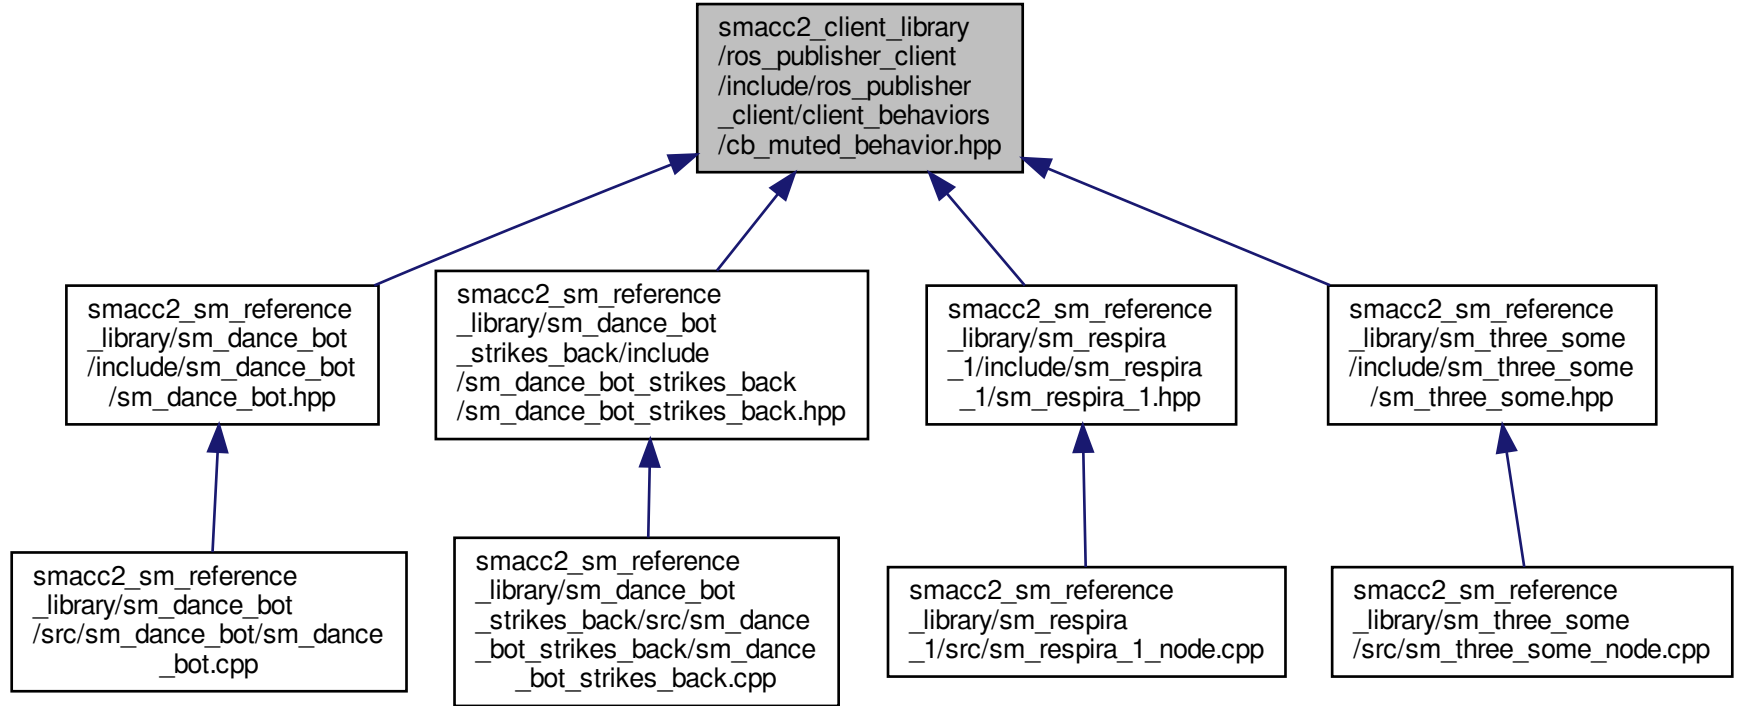 smacc2_client_library
/ros_publisher_client
/include/ros_publisher
_client/client_behaviors
/cb_muted_behavior.hpp
smacc2_sm_reference
_library/sm_dance_bot
/include/sm_dance_bot
/sm_dance_bot.hpp
smacc2_sm_reference
_library/sm_dance_bot
_strikes_back/include
/sm_dance_bot_strikes_back
/sm_dance_bot_strikes_back.hpp
smacc2_sm_reference
_library/sm_respira
_1/include/sm_respira
_1/sm_respira_1.hpp
smacc2_sm_reference
_library/sm_three_some
/include/sm_three_some
/sm_three_some.hpp
smacc2_sm_reference
_library/sm_dance_bot
/src/sm_dance_bot/sm_dance
_bot.cpp
smacc2_sm_reference
_library/sm_dance_bot
_strikes_back/src/sm_dance
_bot_strikes_back/sm_dance
_bot_strikes_back.cpp
smacc2_sm_reference
_library/sm_respira
_1/src/sm_respira_1_node.cpp
smacc2_sm_reference
_library/sm_three_some
/src/sm_three_some_node.cpp